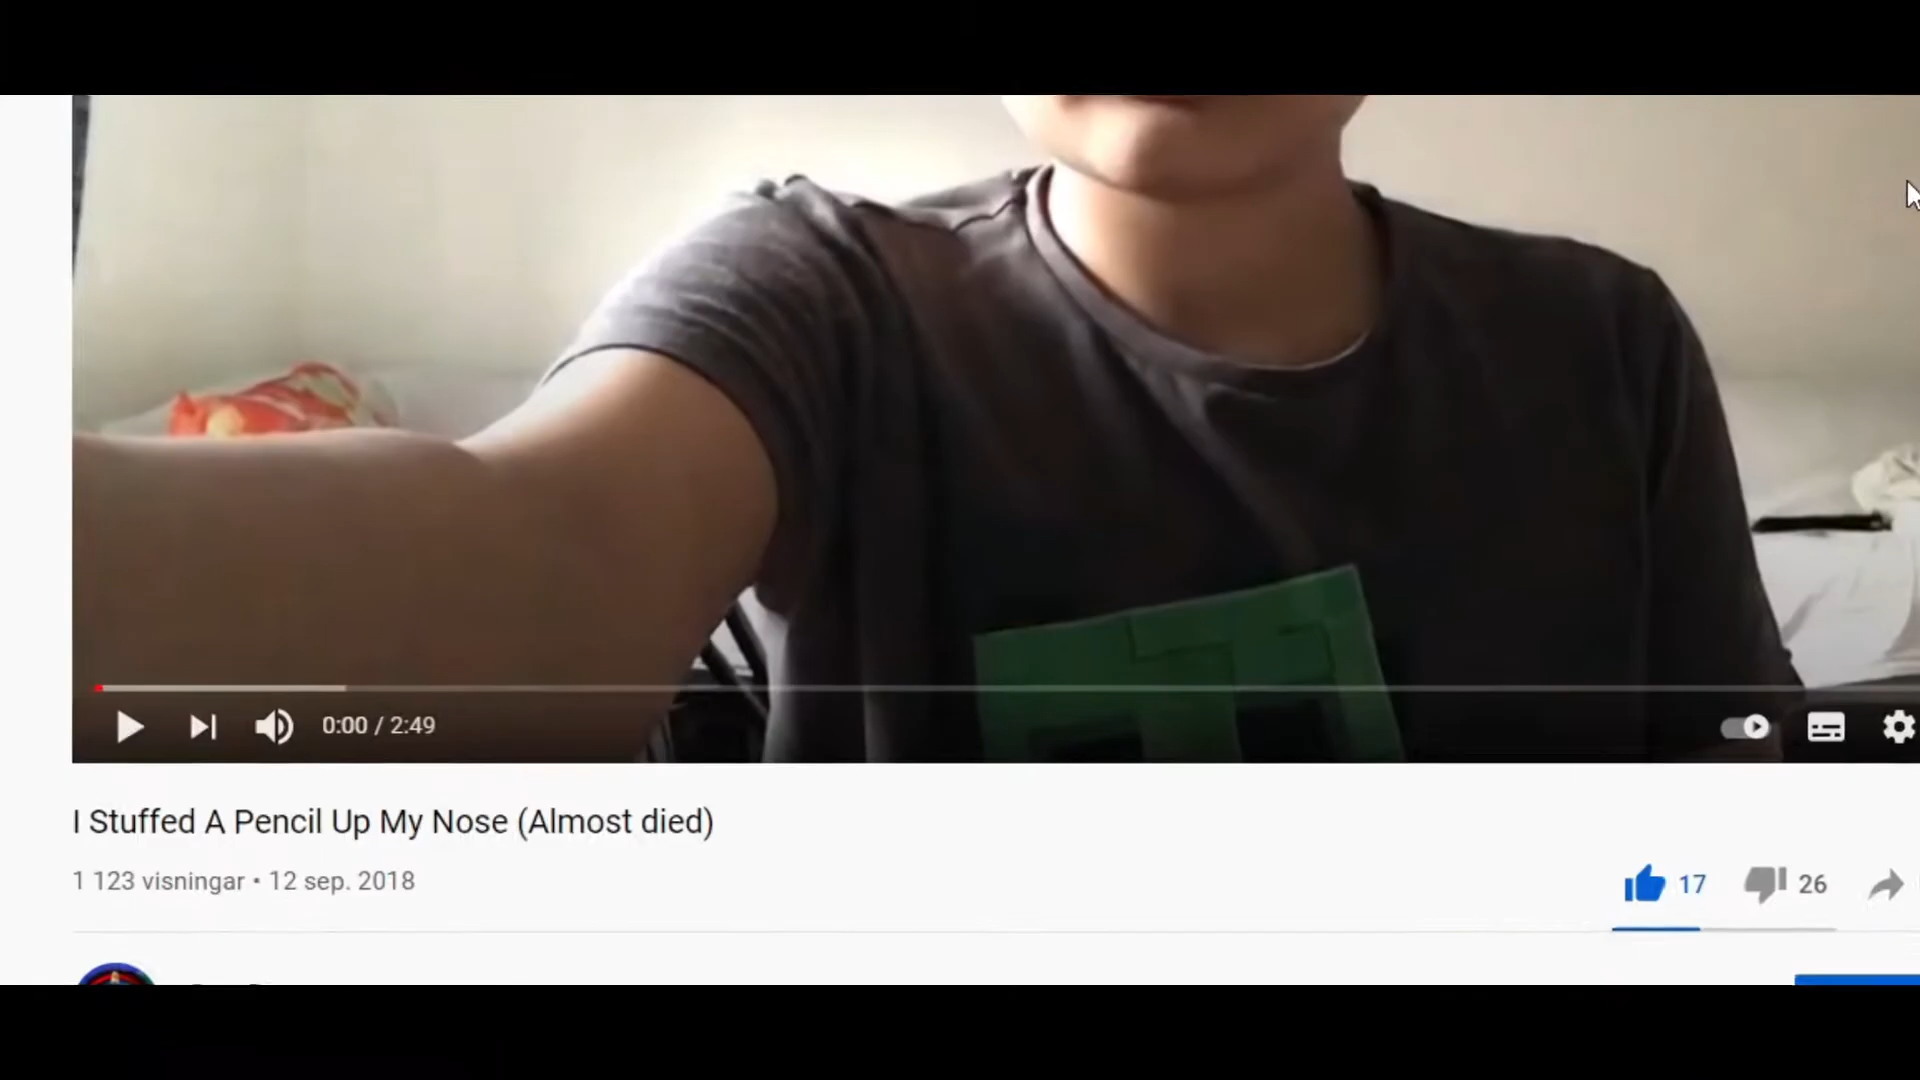 0:00 / 2:49
I Stuffed A Pencil Up My Nose (Almost died)
1 123 visningar • 12 sep. 2018
17
26